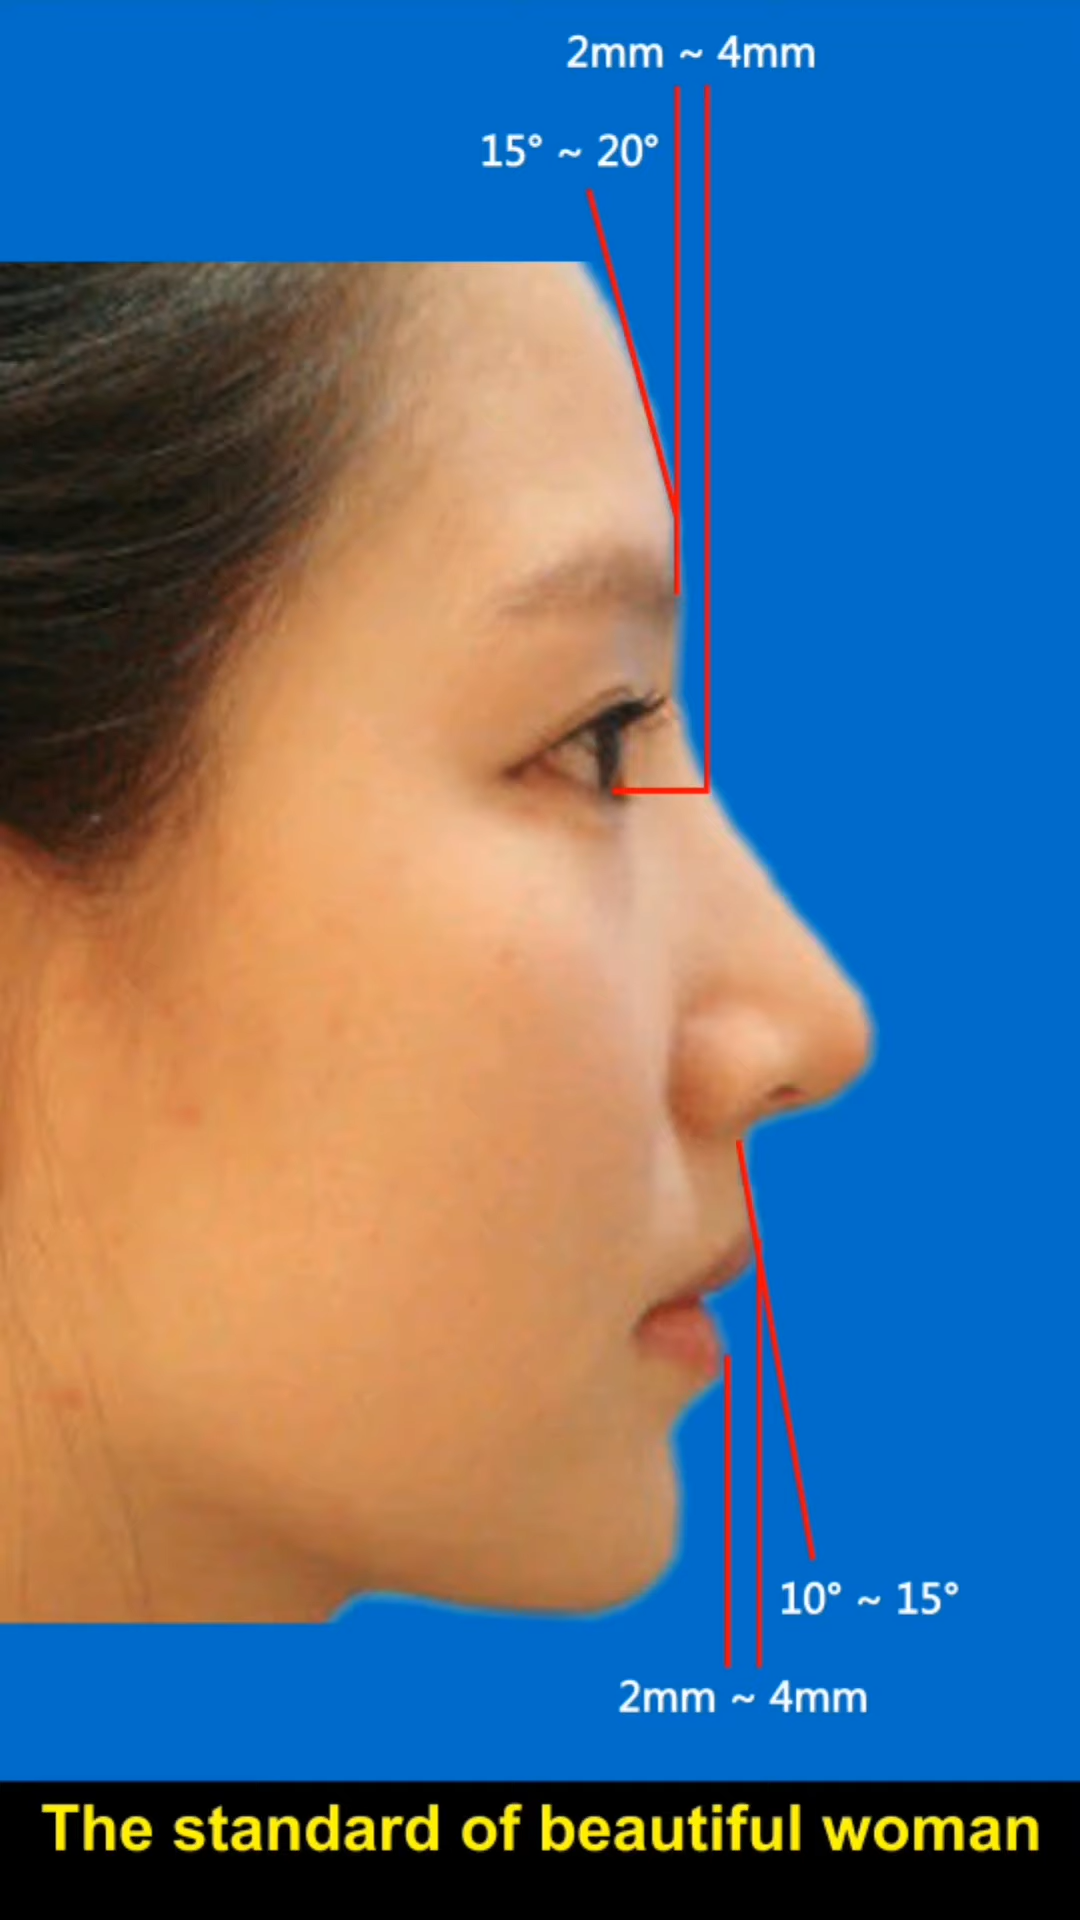 2mm ~ 4mm
15° ~ 20°
10° ~ 15°
2mm ~ 4mm
The standard of beautiful woman